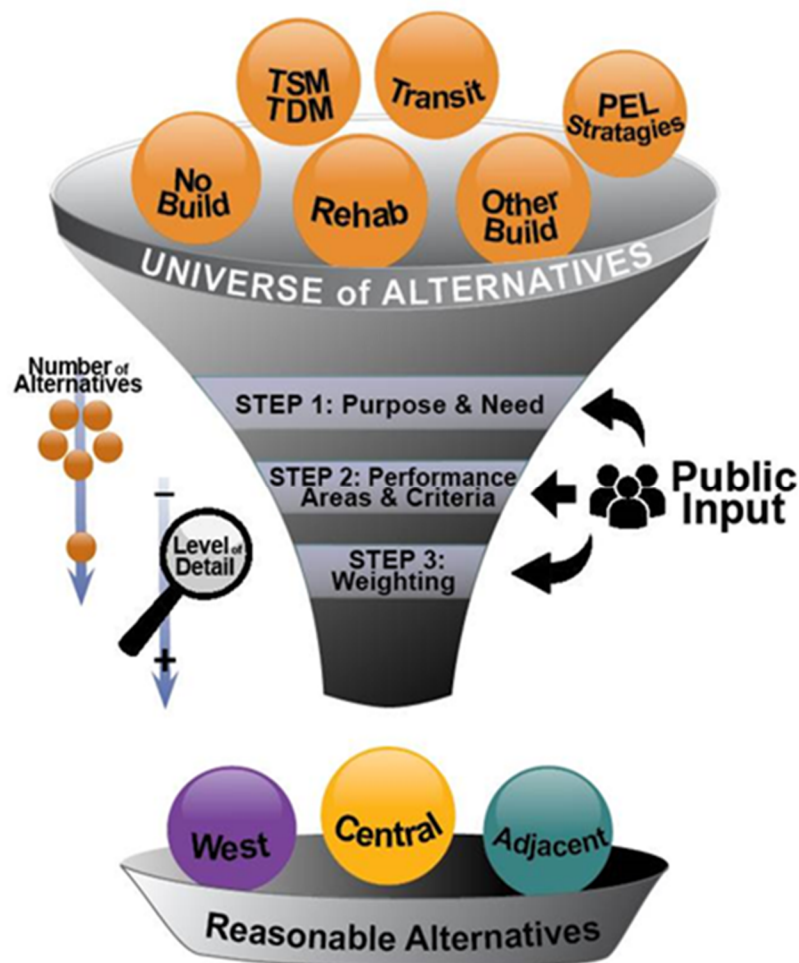 TSM
TDM
Transit
PEL
Stratagies
No
Build
Rehab
Other
Build
UNIVERSE of ALTERNATIVES
Number of
Alternatives
STEP 1: Purpose & Need
STEP 2: Performance
Areas & Criteria
Public
Input
–
Level of
Detail
STEP 3:
Weighting
+
West
Central
Adjacent
Reasonable Alternatives